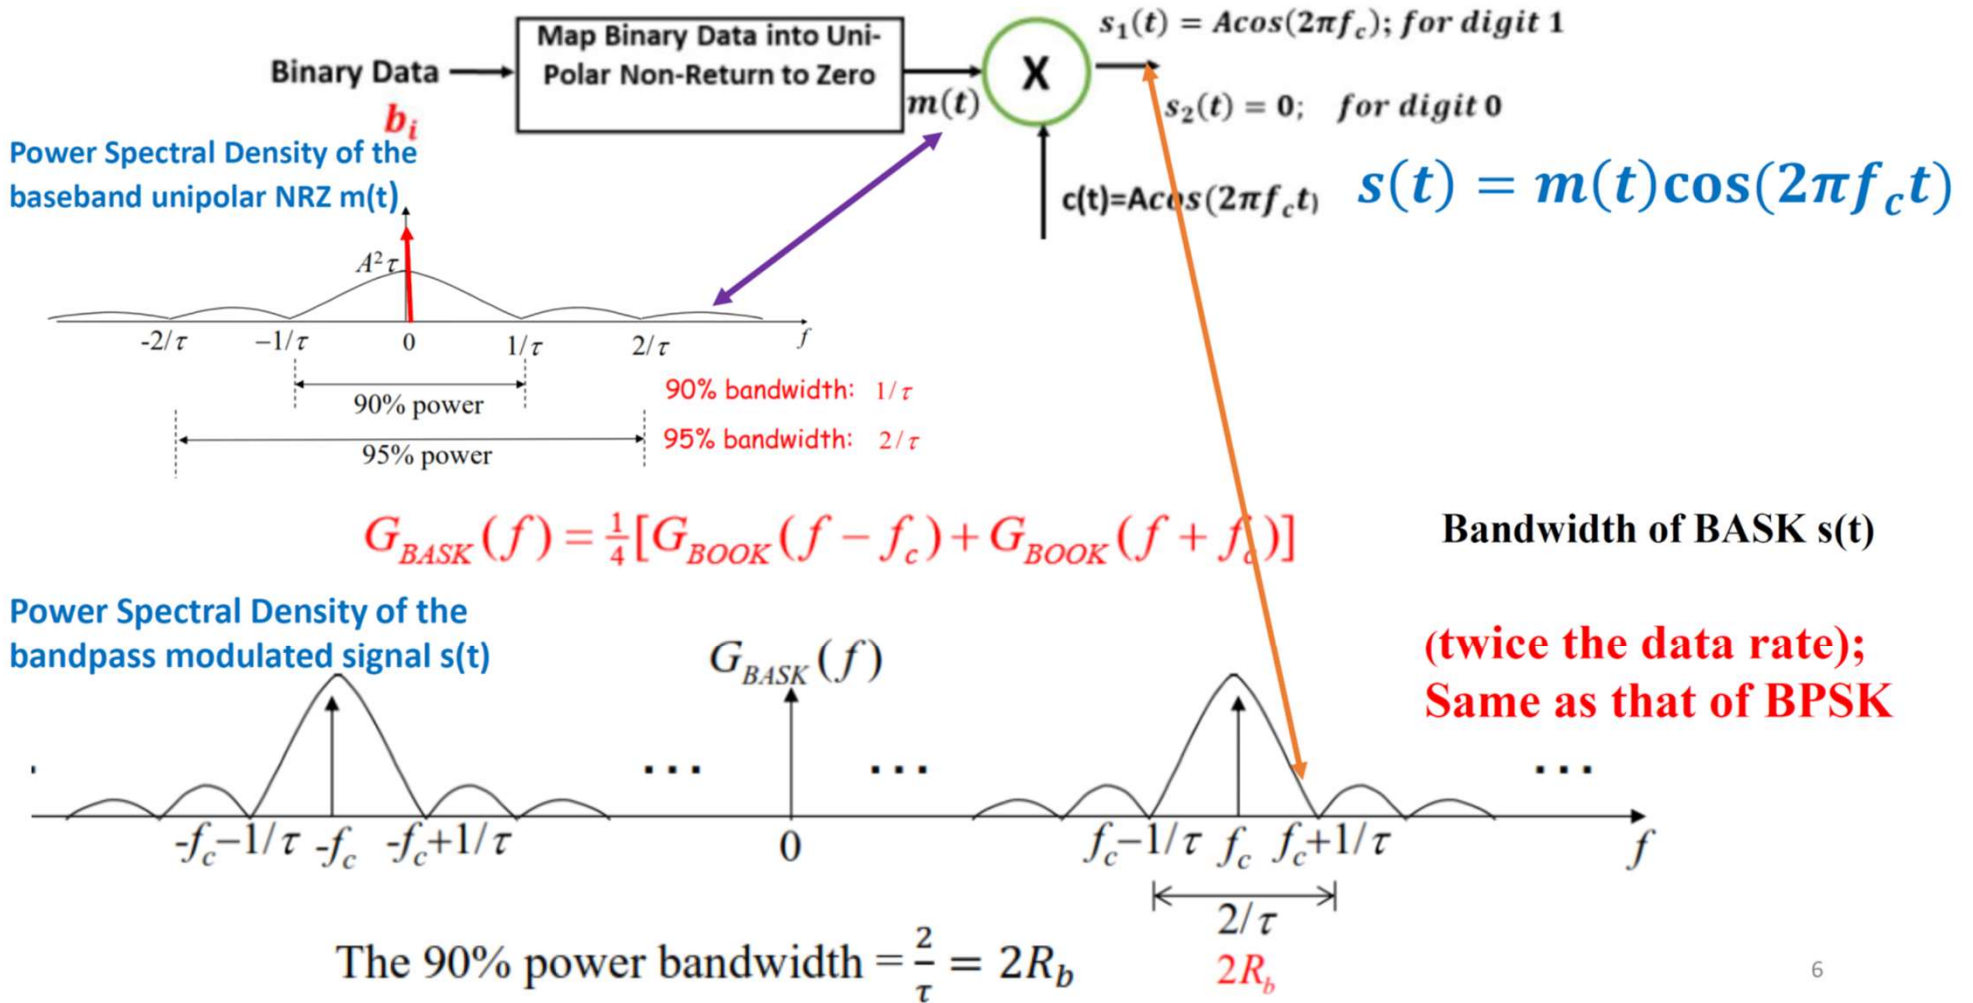 Binary Data
b_i
Map Binary Data into Uni-
Polar Non-Return to Zero
m(t)
X
s₁(t) = Acos(2πf_c); for digit 1
s₂(t) = 0; for digit 0
c(t)=Acos(2πf_ct)
s(t) = m(t)cos(2πf_ct)
Power Spectral Density of the
baseband unipolar NRZ m(t)
A²τ
-2/τ −1/τ 0 1/τ 2/τ f
90% power
95% power
90% bandwidth: 1/τ
95% bandwidth: 2/τ
G_BASK(f) = ¼[G_BOOK(f − f_c) + G_BOOK(f + f_c)]
Bandwidth of BASK s(t)
(twice the data rate);
Same as that of BPSK
Power Spectral Density of the
bandpass modulated signal s(t)
G_BASK(f)
... ... ...
-f_c−1/τ -f_c -f_c+1/τ 0 f_c−1/τ f_c f_c+1/τ f
2/τ
2R_b
The 90% power bandwidth = 2/τ = 2R_b
6